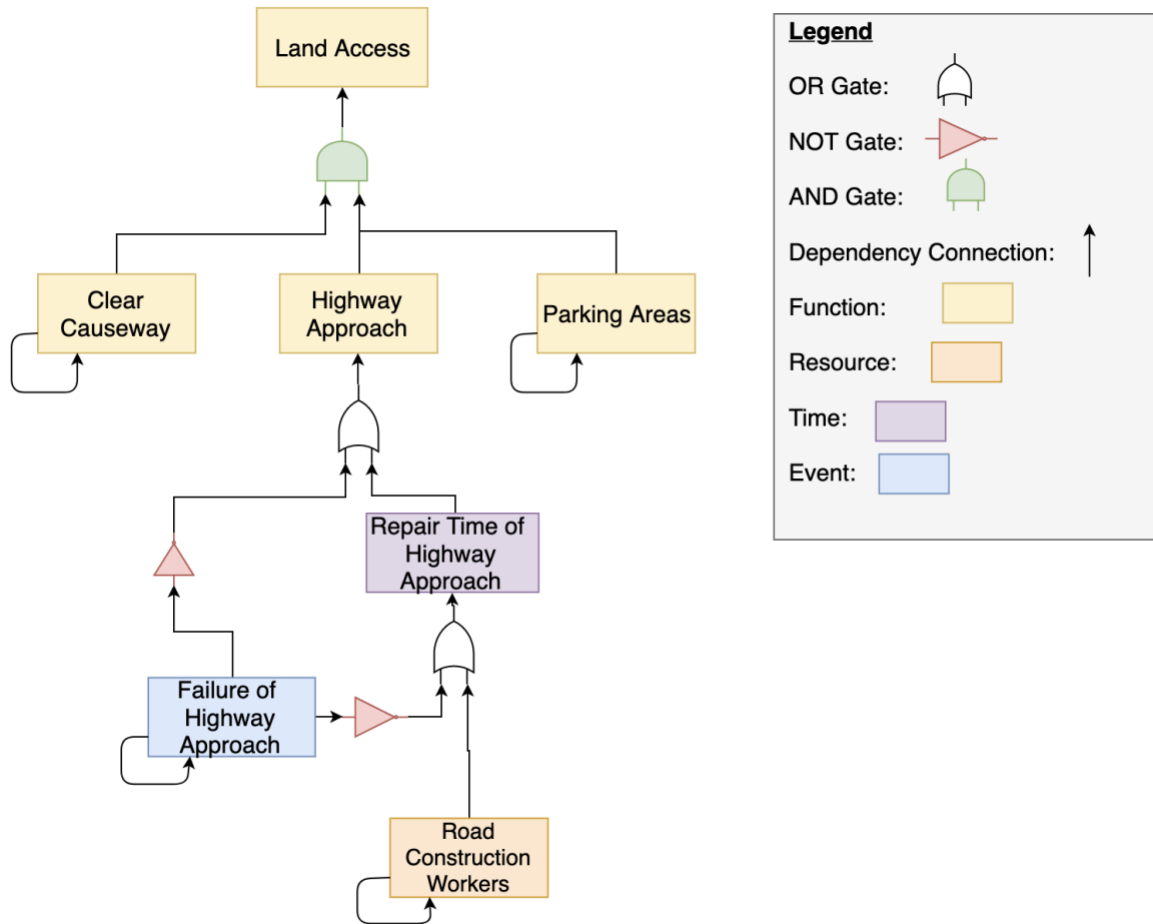 Land Access
Clear
Causeway
Highway
Approach
Parking Areas
Repair Time of
Highway
Approach
Failure of
Highway
Approach
Road
Construction
Workers
Legend
OR Gate:
NOT Gate:
AND Gate:
Dependency Connection:
Function:
Resource:
Time:
Event: